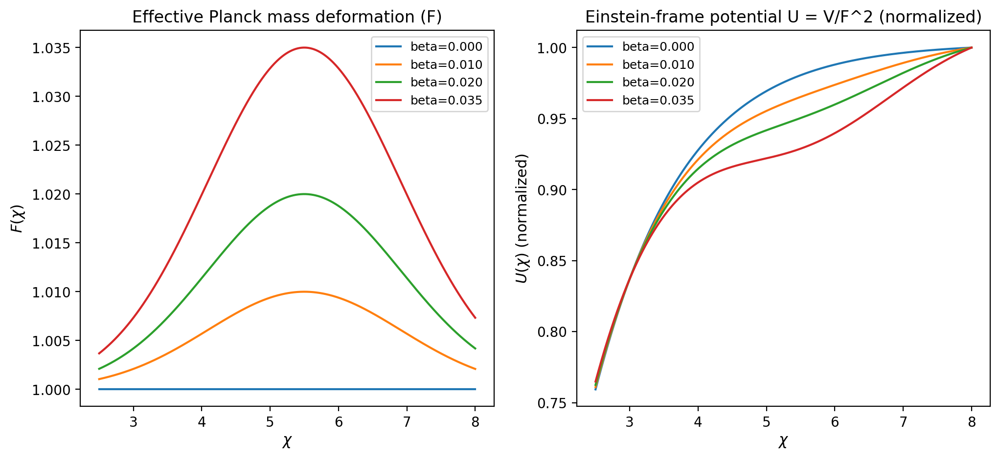 Effective Planck mass deformation (F)
F(χ)
1.035
1.030
1.025
1.020
1.015
1.010
1.005
1.000
beta=0.000
beta=0.010
beta=0.020
beta=0.035
3 4 5 6 7 8
χ
Einstein-frame potential U = V/F^2 (normalized)
U(χ) (normalized)
1.00
0.95
0.90
0.85
0.80
0.75
beta=0.000
beta=0.010
beta=0.020
beta=0.035
3 4 5 6 7 8
χ